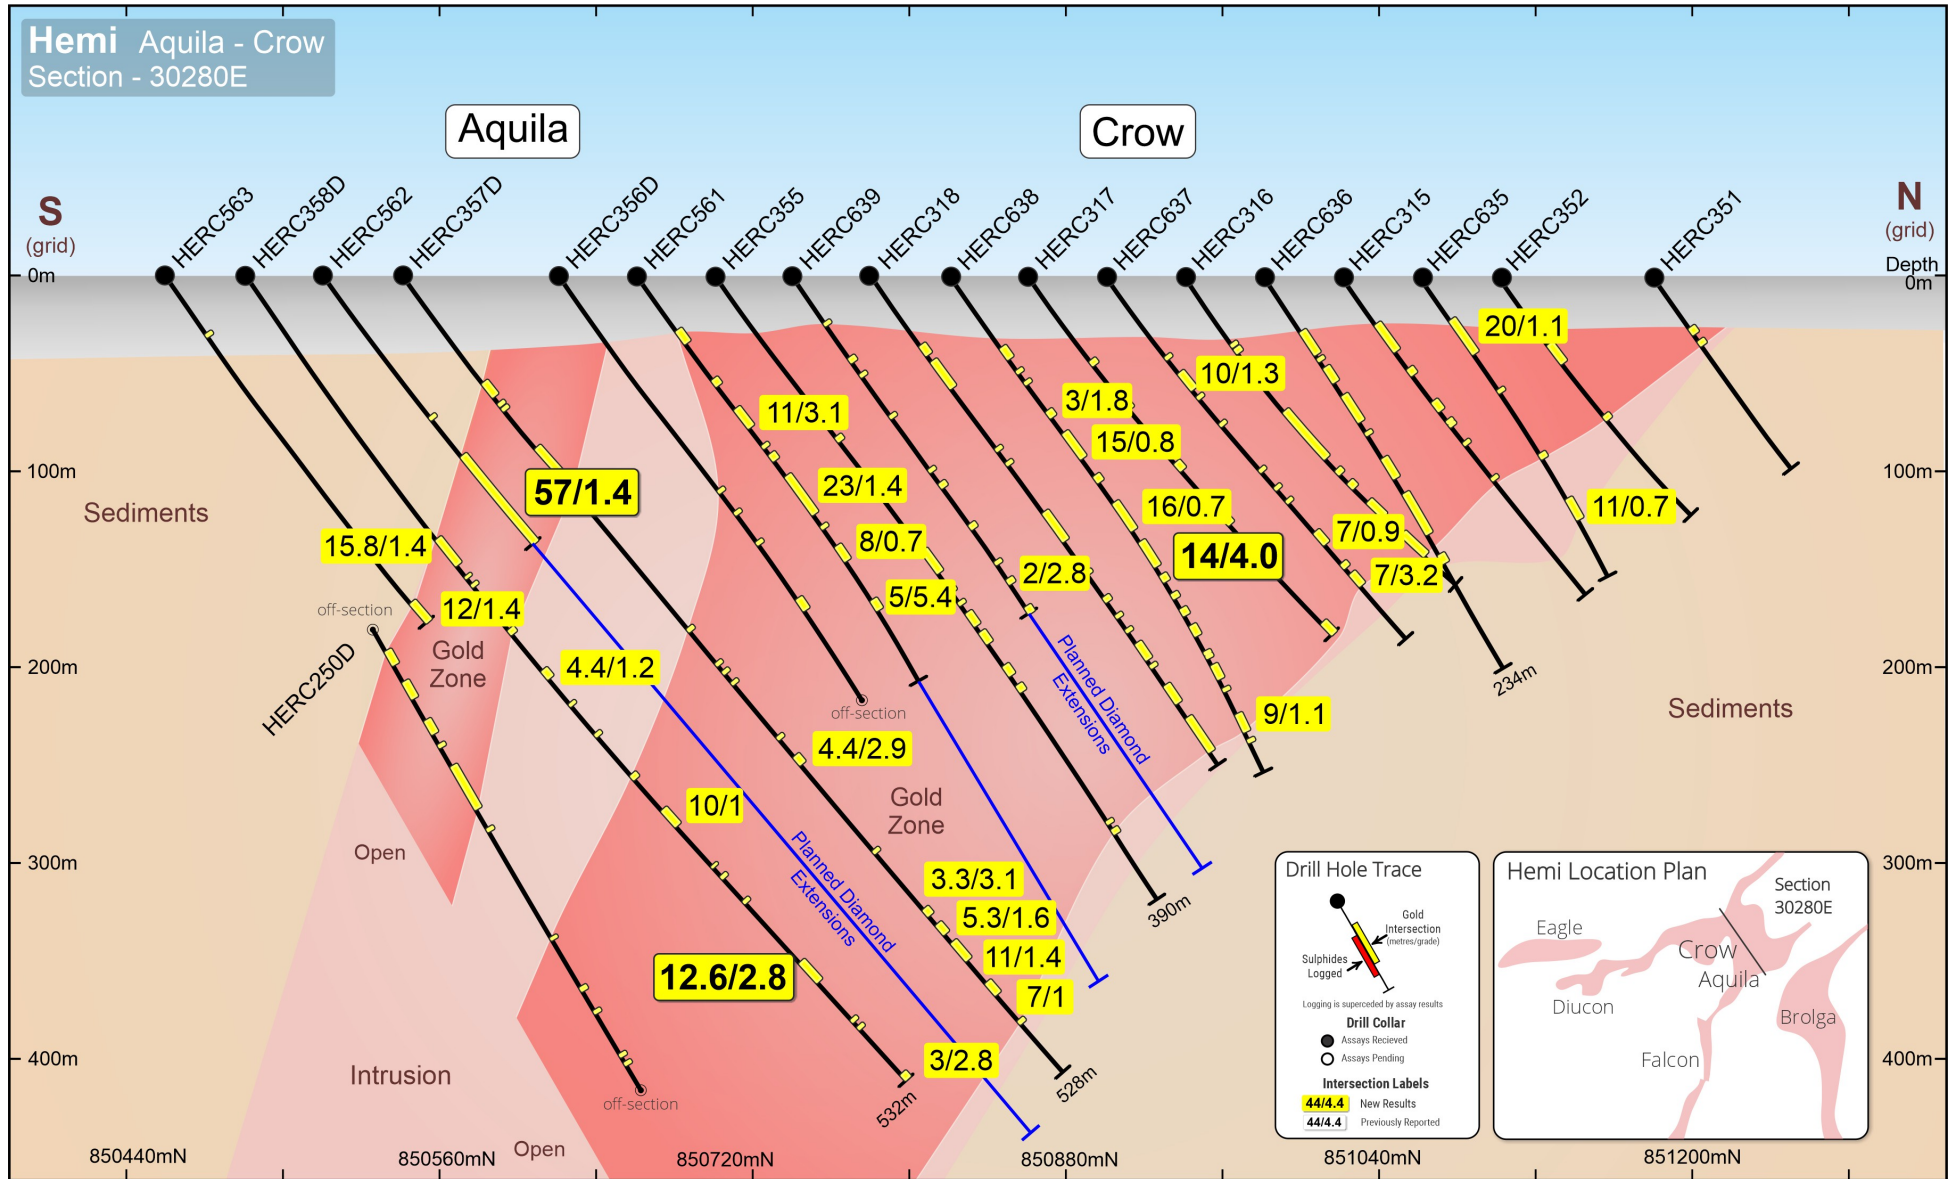 Hemi Aquila - Crow
Section - 30280E
Aquila
Crow
S
(grid)
N
(grid)
HERC563
HERC358D
HERC562
HERC357D
HERC356D
HERC561
HERC355
HERC639
HERC318
HERC638
HERC317
HERC637
HERC316
HERC636
HERC315
HERC635
HERC352
HERC351
0m
Depth
0m
20/1.1
10/1.3
3/1.8
11/3.1
15/0.8
100m
100m
57/1.4
23/1.4
16/0.7
11/0.7
Sediments
7/0.9
15.8/1.4
8/0.7
14/4.0
2/2.8
7/3.2
5/5.4
off-section
12/1.4
HERC250D
Gold
Zone
4.4/1.2
200m
200m
234m
Planned Diamond
Extensions
off-section
9/1.1
Sediments
4.4/2.9
10/1
Gold
Zone
Open
300m
300m
Planned Diamond
Extensions
3.3/3.1
390m
5.3/1.6
11/1.4
12.6/2.8
7/1
400m
400m
3/2.8
Intrusion
528m
532m
off-section
Open
850440mN
850560mN
850720mN
850880mN
851040mN
851200mN
Drill Hole Trace
Gold
Intersection
(metres/grade)
Sulphides
Logged
Logging is superceded by assay results
Drill Collar
Assays Recieved
Assays Pending
Intersection Labels
44/4.4 New Results
44/4.4 Previously Reported
Hemi Location Plan
Section
30280E
Eagle
Crow
Aquila
Diucon
Brolga
Falcon